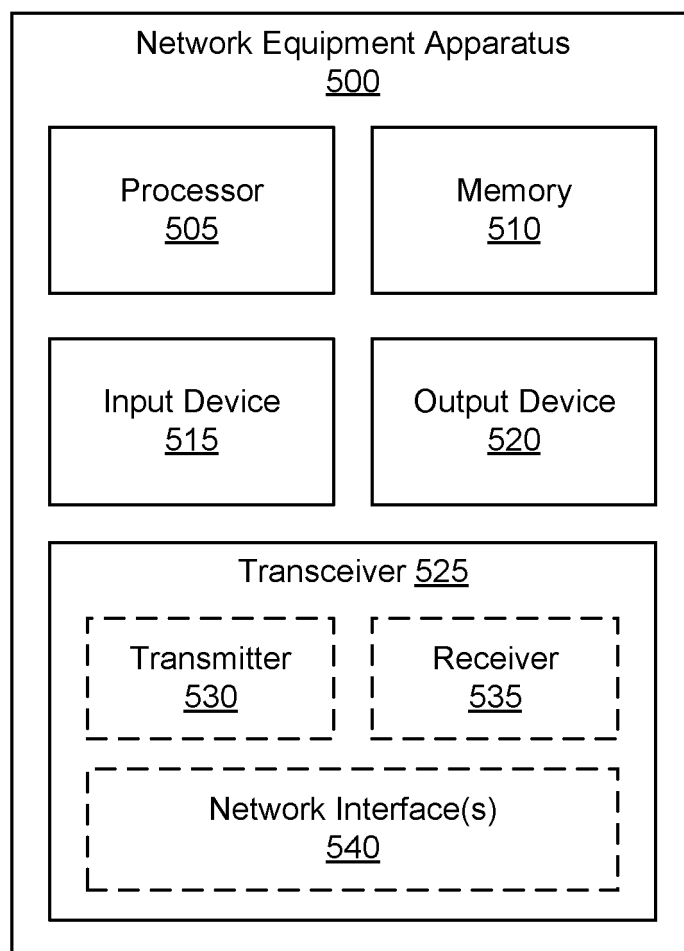 Network Equipment Apparatus
500
Processor
505
Memory
510
Input Device
515
Output Device
520
Transceiver 525
Transmitter
530
Receiver
535
Network Interface(s)
540